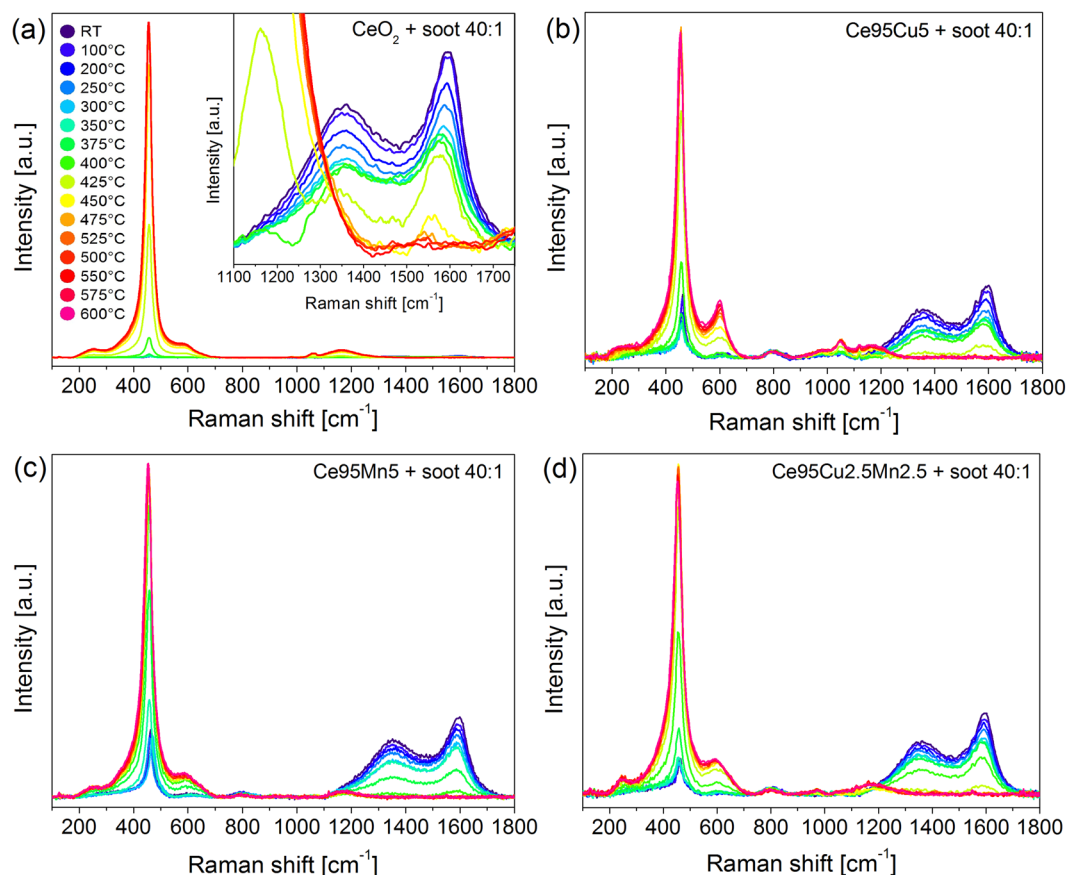 (a)
CeO₂ + soot 40:1
RT
100°C
200°C
250°C
300°C
350°C
375°C
400°C
425°C
450°C
475°C
525°C
500°C
550°C
575°C
600°C
Intensity [a.u.]
1100 1200 1300 1400 1500 1600 1700
Raman shift [cm⁻¹]
Intensity [a.u.]
200 400 600 800 1000 1200 1400 1600 1800
Raman shift [cm⁻¹]
(b)
Ce95Cu5 + soot 40:1
Intensity [a.u.]
200 400 600 800 1000 1200 1400 1600 1800
Raman shift [cm⁻¹]
(c)
Ce95Mn5 + soot 40:1
Intensity [a.u.]
200 400 600 800 1000 1200 1400 1600 1800
Raman shift [cm⁻¹]
(d)
Ce95Cu2.5Mn2.5 + soot 40:1
Intensity [a.u.]
200 400 600 800 1000 1200 1400 1600 1800
Raman shift [cm⁻¹]